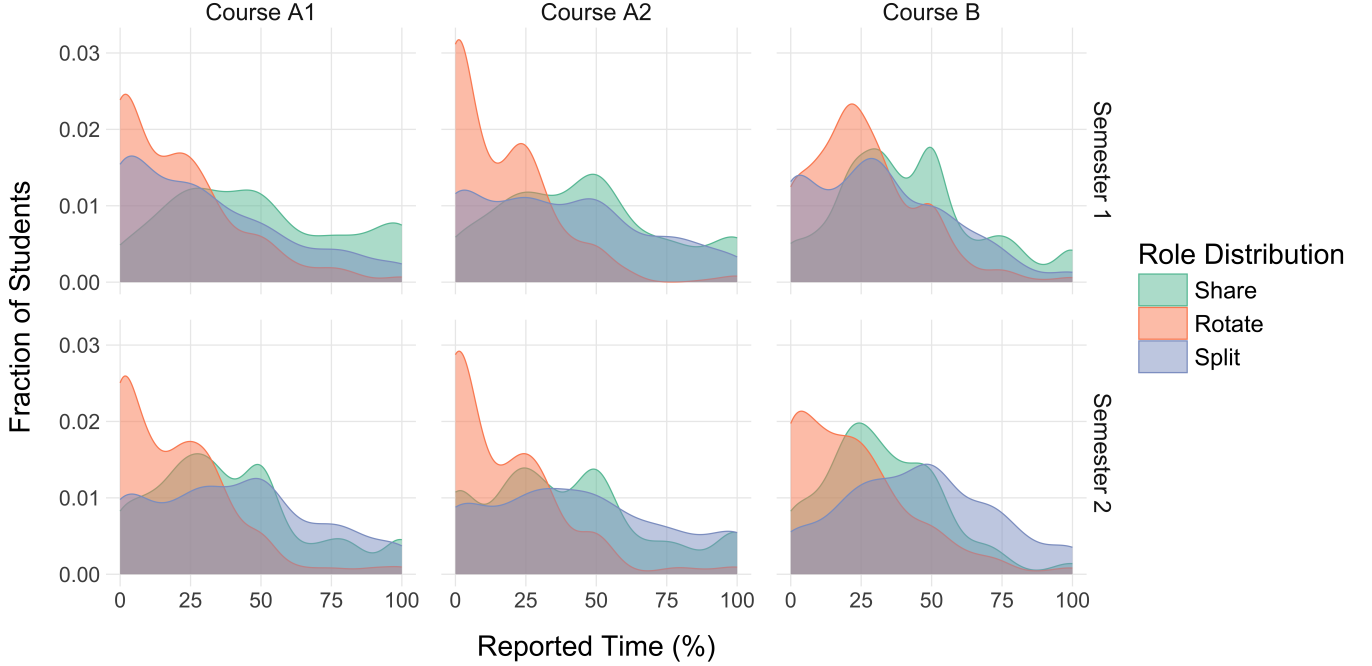 Course A1
Course A2
Course B
0.03
0.02
0.01
0.00
Semester 1
0.03
0.02
0.01
0.00
Semester 2
Fraction of Students
0 25 50 75 100
0 25 50 75 100
0 25 50 75 100
Reported Time (%)
Role Distribution
Share
Rotate
Split